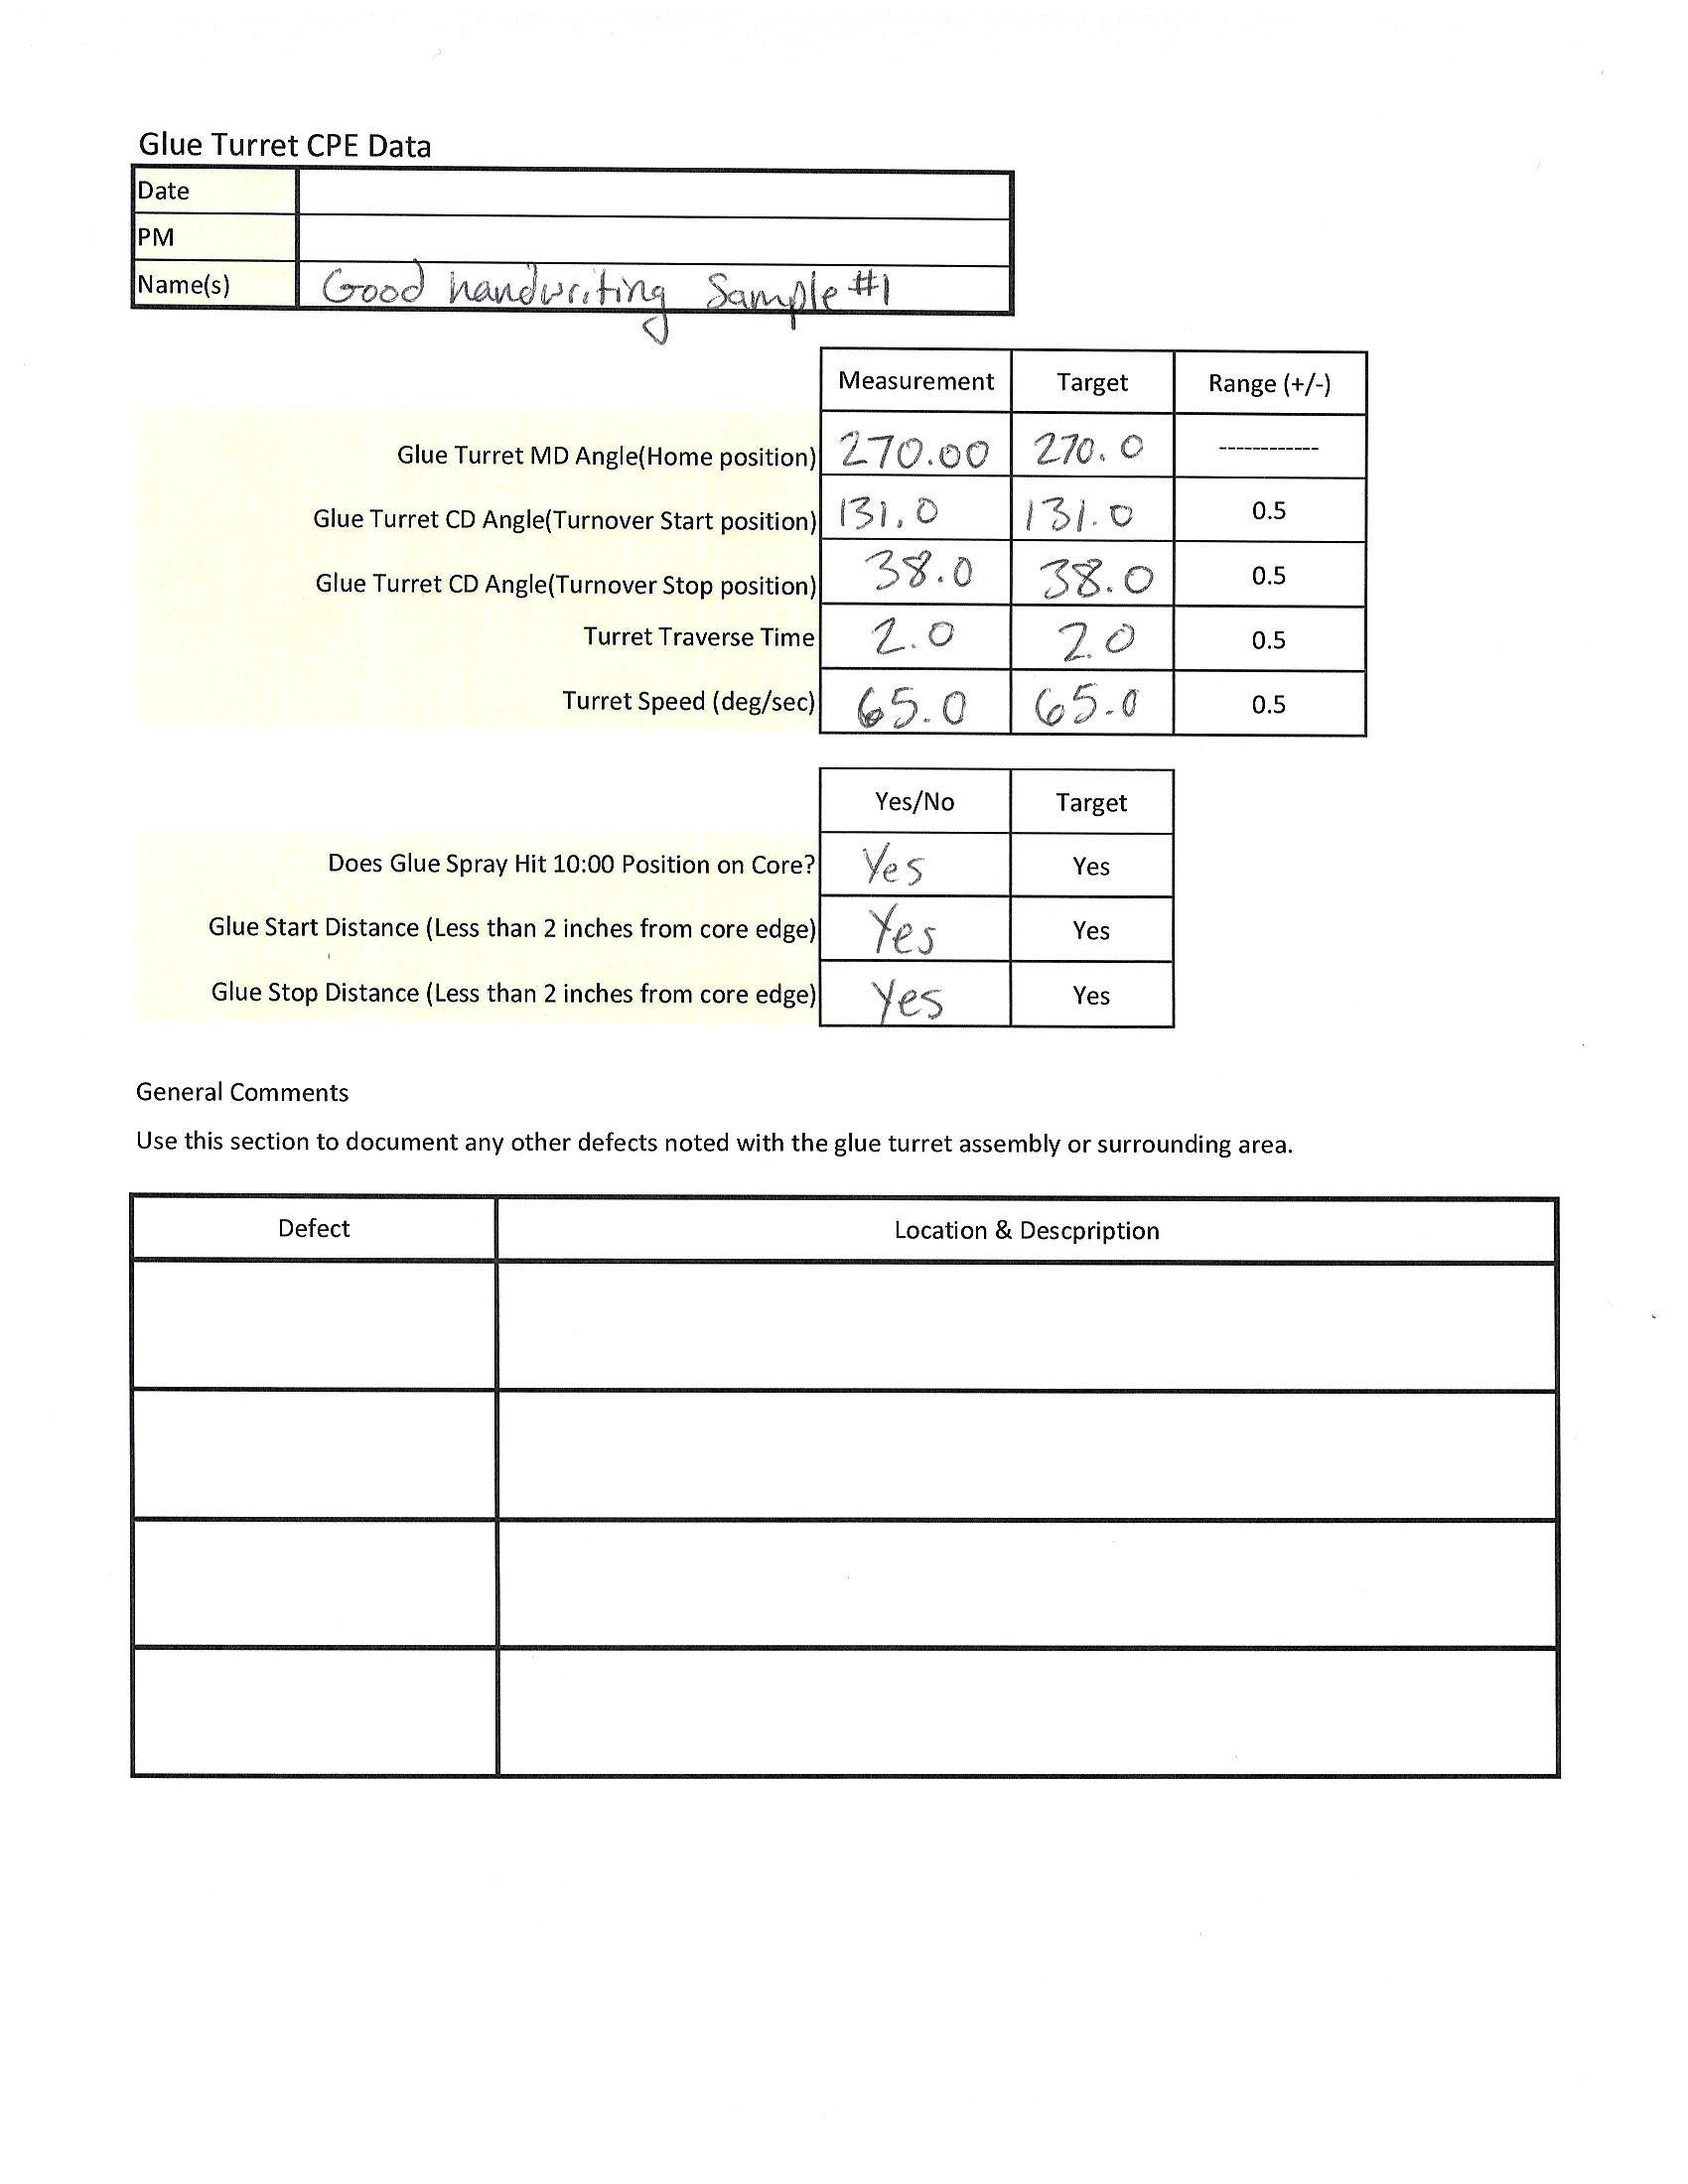 Glue Turret CPE Data
Date
PM
Name(s) Good handwriting Sample #1
Measurement Target Range (+/-)
Glue Turret MD Angle(Home position) 270.00 270.0 ------------
Glue Turret CD Angle(Turnover Start position) 131.0 131.0 0.5
Glue Turret CD Angle(Turnover Stop position) 38.0 38.0 0.5
Turret Traverse Time 2.0 2.0 0.5
Turret Speed (deg/sec) 65.0 65.0 0.5
Yes/No Target
Does Glue Spray Hit 10:00 Position on Core? Yes Yes
Glue Start Distance (Less than 2 inches from core edge) Yes Yes
Glue Stop Distance (Less than 2 inches from core edge) Yes Yes
General Comments
Use this section to document any other defects noted with the glue turret assembly or surrounding area.
Defect Location & Descpription